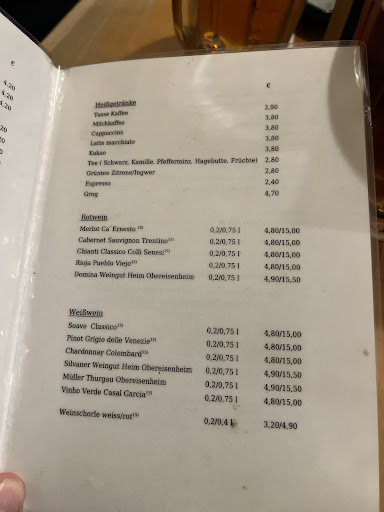 €
4,20
4,20
4,20
€
Heißgetränke
Tasse Kaffee 2,90
Milchkaffee 3,80
Cappuccino 3,80
Latte macchiato 3,80
Kakao 3,80
Tee ( Schwarz, Kamille, Pfefferminz, Hagebutte, Früchte) 2,80
Grüntee Zitrone/Ingwer 2,80
Espresso 2,40
Grog 4,70
Rotwein
Merlot Ca´Ernesto 0,2/0,75 l 4,80/15,00
Cabernet Sauvignon Trentino 0,2/0,75 l 4,80/15,00
Chianti Classico Colli Senesi 0,2/0,75 l 4,80/15,00
Rioja Pueblo Viejo 0,2/0,75 l 4,80/15,00
Domina Weingut Heim Obereisenheim 0,2/0,75 l 4,90/15,50
Weißwein
Soave Classico 0,2/0,75 l 4,80/15,00
Pinot Grigio delle Venezie 0,2/0,75 l 4,80/15,00
Chardonnay Colombard 0,2/0,75 l 4,80/15,00
Silvaner Weingut Heim Obereisenheim 0,2/0,75 l 4,90/15,50
Müller Thurgau Obereisenheim 0,2/0,75 l 4,90/15,50
Vinho Verde Casal Garcia 0,2/0,75 l 4,80/15,00
Weinschorle weiss/rot 0,2/0,4 l 3,20/4,90